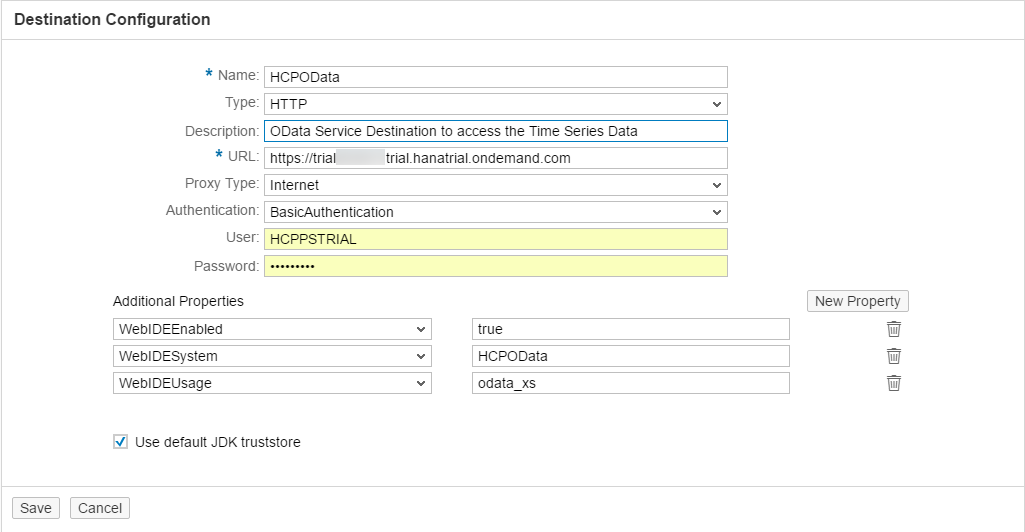 Destination Configuration
* Name: HCPOData
Type: HTTP
Description: OData Service Destination to access the Time Series Data
* URL: https://trial trial.hanatrial.ondemand.com
Proxy Type: Internet
Authentication: BasicAuthentication
User: HCPPSTRIAL
Password: •••••••••
Additional Properties New Property
WebIDEEnabled true
WebIDESystem HCPOData
WebIDEUsage odata_xs
Use default JDK truststore
Save Cancel